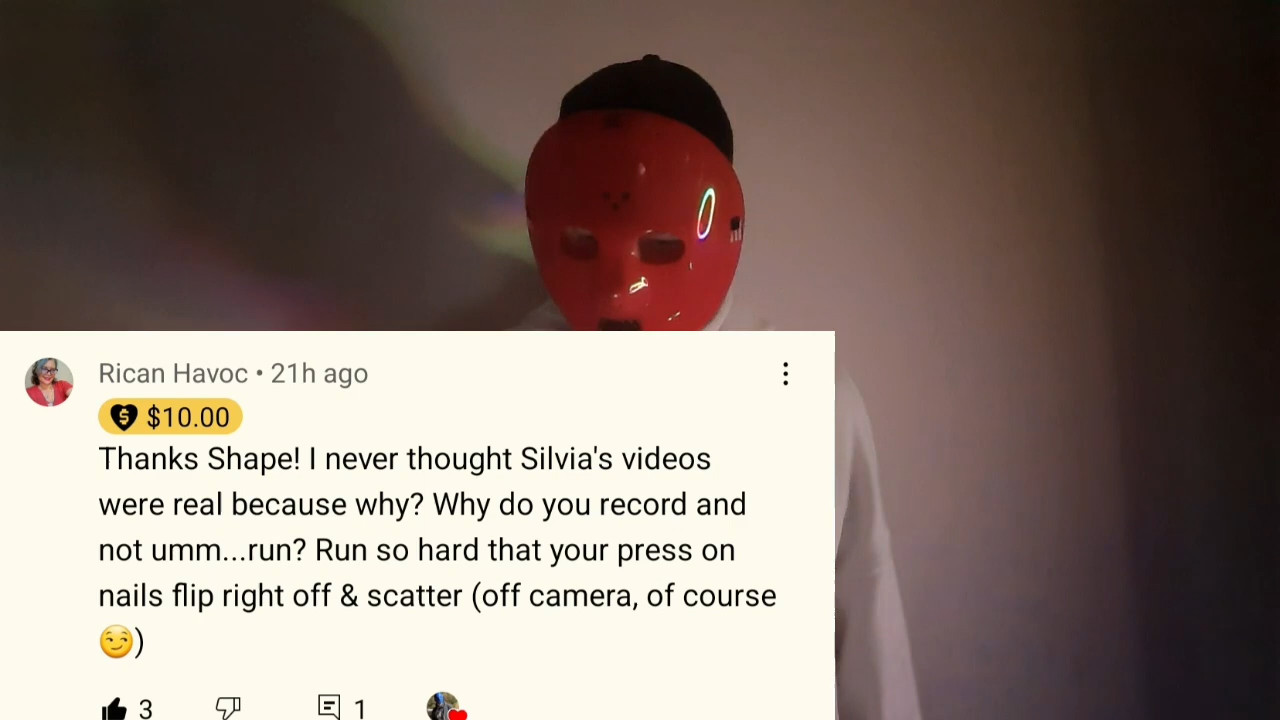 Rican Havoc • 21h ago
$10.00
Thanks Shape! I never thought Silvia's videos
were real because why? Why do you record and
not umm...run? Run so hard that your press on
nails flip right off & scatter (off camera, of course
😏)
3 1